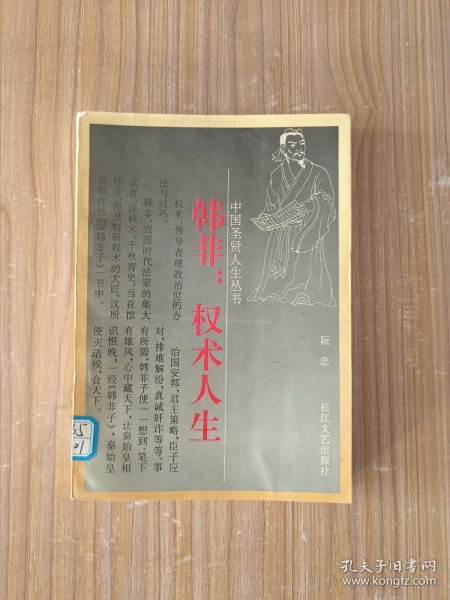 中国圣贤人生丛书
韩非：权术人生
阮忠
长江文艺出版社
权术，领导者理政治世的办
法与技巧。
韩非，战国时代法家的集大
成者，说权术，千秋青史，当首推
韩非，他是精研权术的大匠。这所
有都在他的《韩非子》一书中。
治国安邦，君主策略，臣子应
对，排难解纷，真诚奸诈等等，事
有所需，韩非子便一一想到。笔下
有雄风，心中藏天下，让秦始皇相
识恨晚，一经《韩非子》，秦始皇
便灭诸侯，合天下。
01
孔夫子旧书网
www.kongfz.com